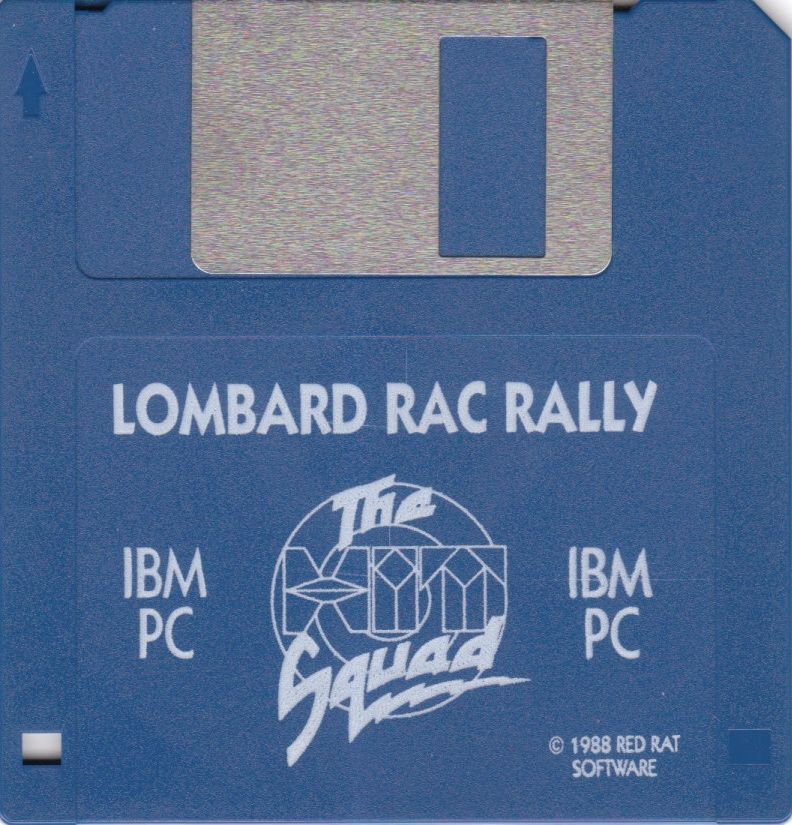 LOMBARD RAC RALLY
The
Hit
Squad
IBM
PC
IBM
PC
© 1988 RED RAT
SOFTWARE